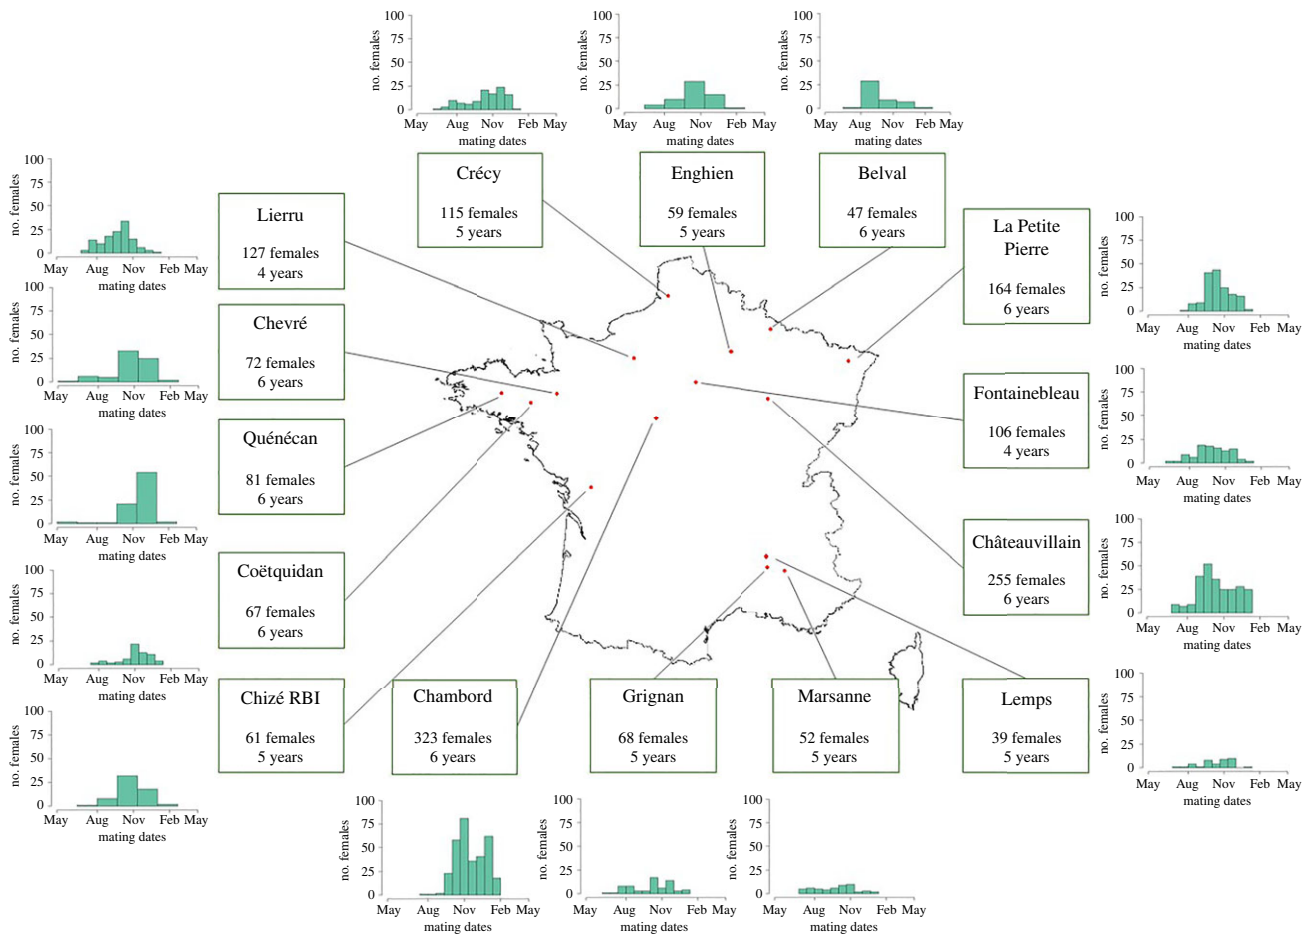 100
75
50
25
0
no. females
May Aug Nov Feb May
mating dates
Crécy
115 females
5 years
100
75
50
25
0
no. females
May Aug Nov Feb May
mating dates
Enghien
59 females
5 years
100
75
50
25
0
no. females
May Aug Nov Feb May
mating dates
Belval
47 females
6 years
100
75
50
25
0
no. females
May Aug Nov Feb May
mating dates
Lierru
127 females
4 years
100
75
50
25
0
no. females
May Aug Nov Feb May
mating dates
Chevré
72 females
6 years
100
75
50
25
0
no. females
May Aug Nov Feb May
mating dates
Quénécan
81 females
6 years
100
75
50
25
0
no. females
May Aug Nov Feb May
mating dates
Coëtquidan
67 females
6 years
100
75
50
25
0
no. females
May Aug Nov Feb May
mating dates
Chizé RBI
61 females
5 years
La Petite
Pierre
164 females
6 years
100
75
50
25
0
no. females
May Aug Nov Feb May
mating dates
Fontainebleau
106 females
4 years
100
75
50
25
0
no. females
May Aug Nov Feb May
mating dates
Châteauvillain
255 females
6 years
100
75
50
25
0
no. females
May Aug Nov Feb May
mating dates
Lemps
39 females
5 years
100
75
50
25
0
no. females
May Aug Nov Feb May
mating dates
Chambord
323 females
6 years
100
75
50
25
0
no. females
May Aug Nov Feb May
mating dates
Grignan
68 females
5 years
100
75
50
25
0
no. females
May Aug Nov Feb May
mating dates
Marsanne
52 females
5 years
100
75
50
25
0
no. females
May Aug Nov Feb May
mating dates